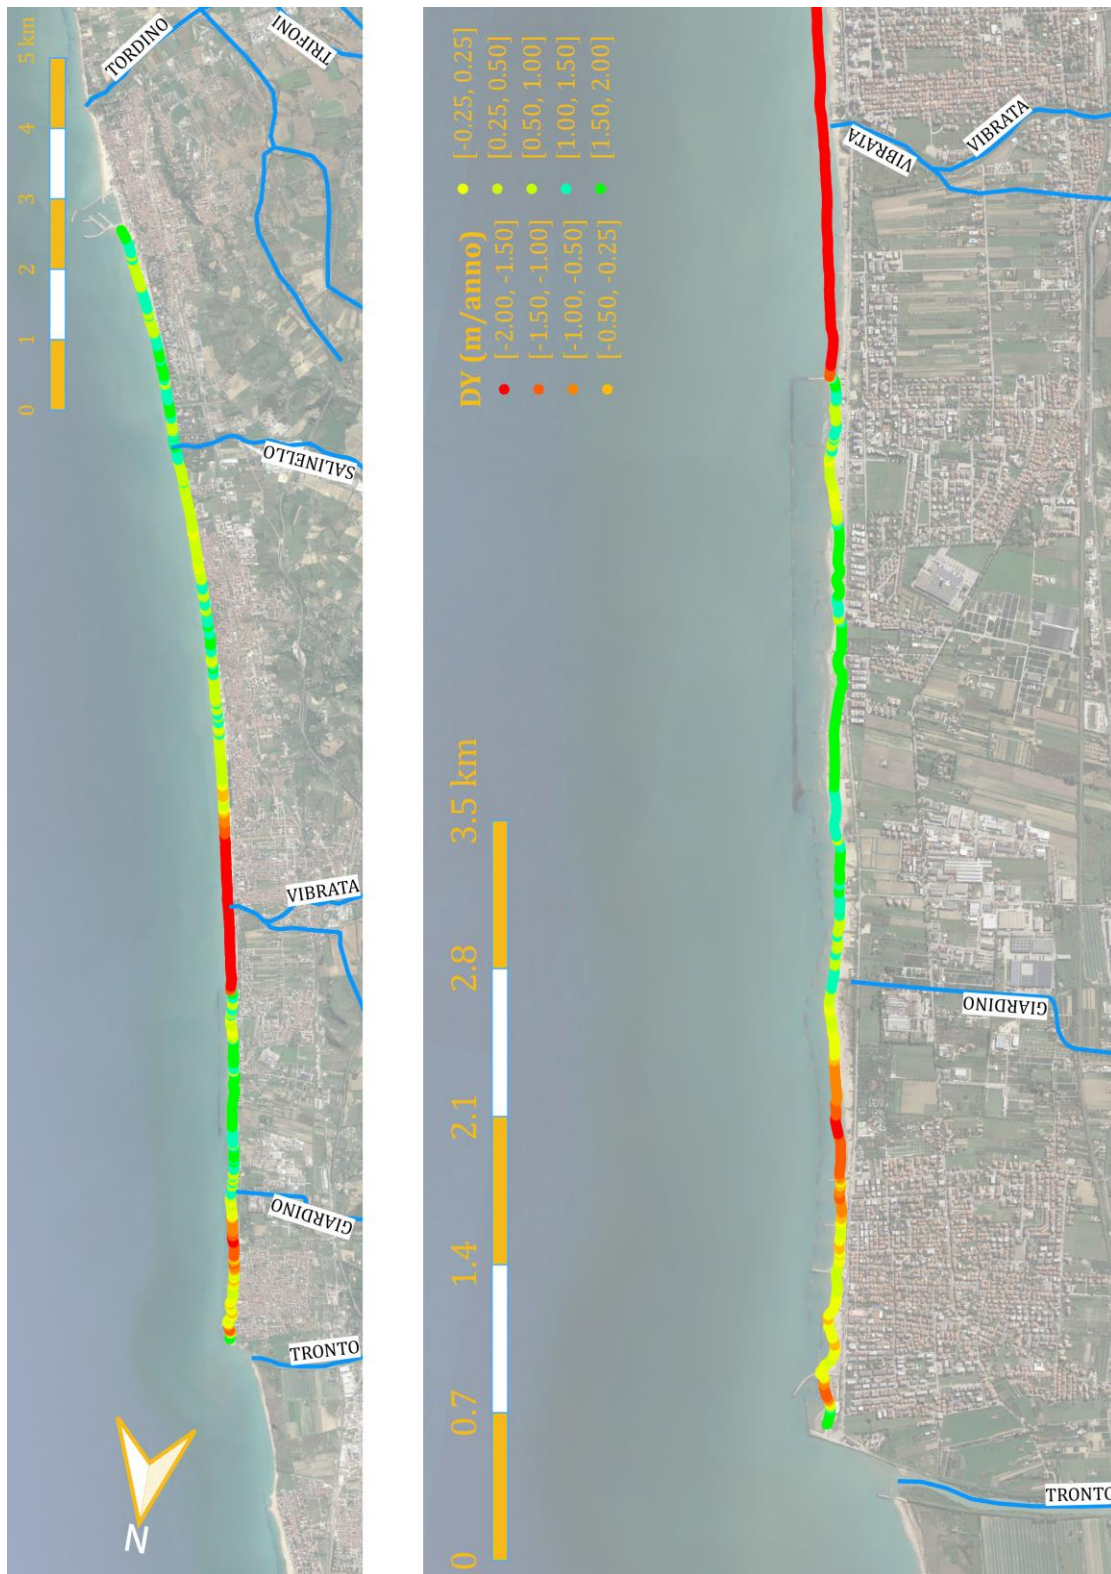 TORDINO
TRIFONI
SALINELLO
VIBRATA
GIARDINO
TRONTO
N
0
1
2
3
4
5 km
DY (m/anno)
[-2.00, -1.50]
[-1.50, -1.00]
[-1.00, -0.50]
[-0.50, -0.25]
[-0.25, 0.25]
[0.25, 0.50]
[0.50, 1.00]
[1.00, 1.50]
[1.50, 2.00]
VIBRATA
VIBRATA
GIARDINO
TRONTO
0
0.7
1.4
2.1
2.8
3.5 km